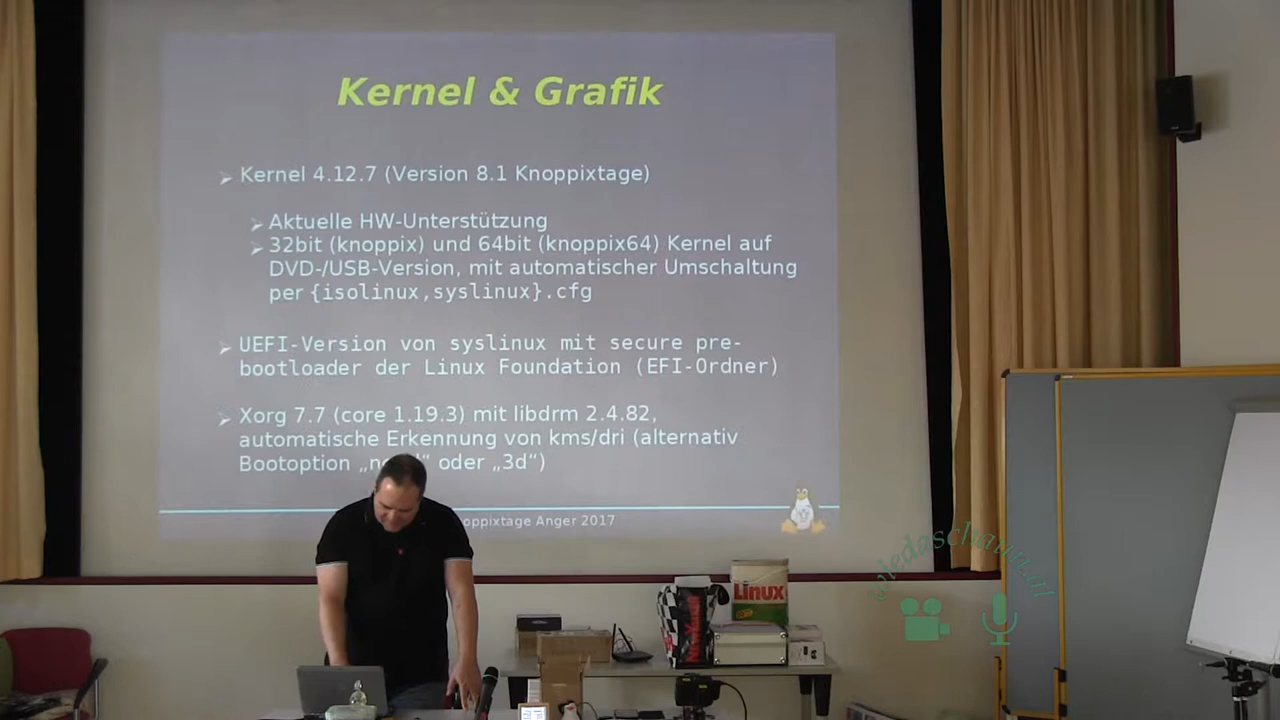 Kernel & Grafik
Kernel 4.12.7 (Version 8.1 Knoppixtage)
Aktuelle HW-Unterstützung
32bit (knoppix) und 64bit (knoppix64) Kernel auf
DVD-/USB-Version, mit automatischer Umschaltung
per {isolinux,syslinux}.cfg
UEFI-Version von syslinux mit secure pre-
bootloader der Linux Foundation (EFI-Ordner)
Xorg 7.7 (core 1.19.3) mit libdrm 2.4.82,
automatische Erkennung von kms/dri (alternativ
Bootoption oder „3d“)
Anger 2017
wiedaschaun.at
Linux